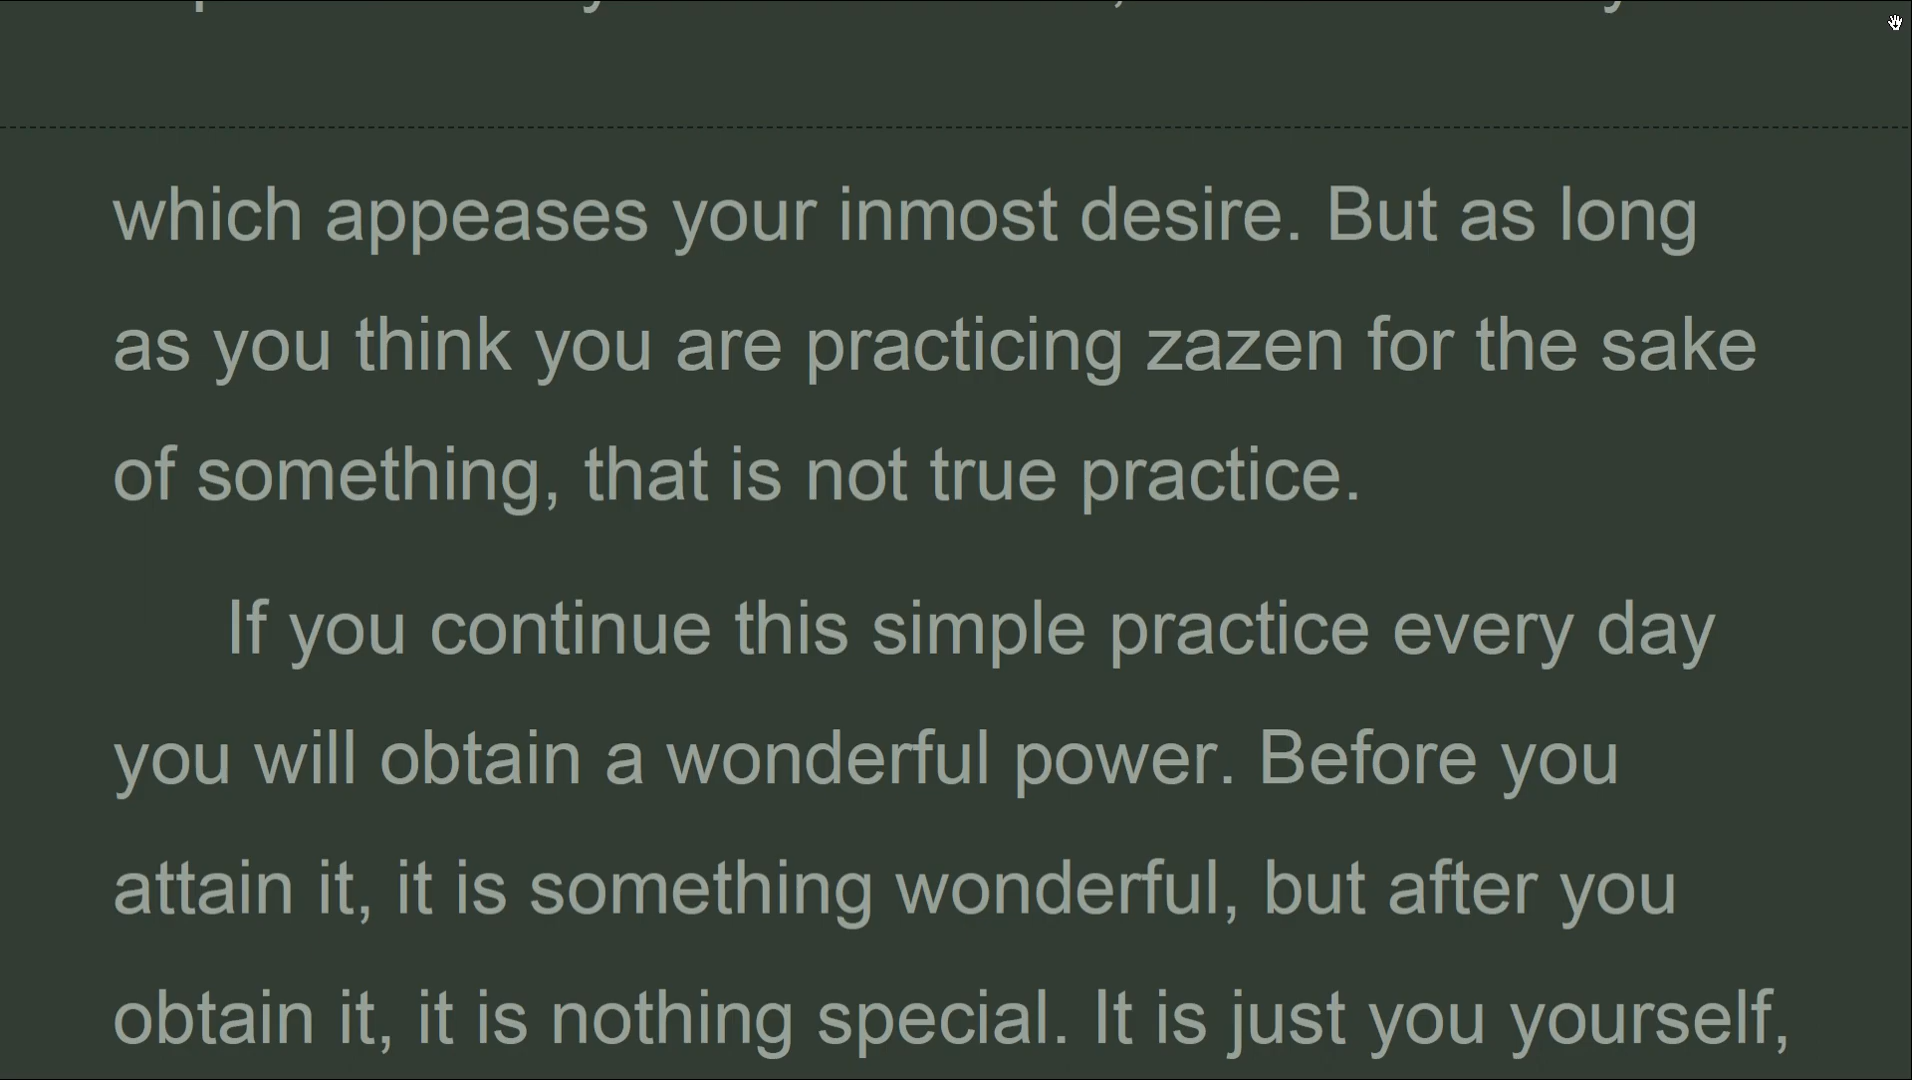 which appeases your inmost desire. But as long
as you think you are practicing zazen for the sake
of something, that is not true practice.
If you continue this simple practice every day
you will obtain a wonderful power. Before you
attain it, it is something wonderful, but after you
obtain it, it is nothing special. It is just you yourself,